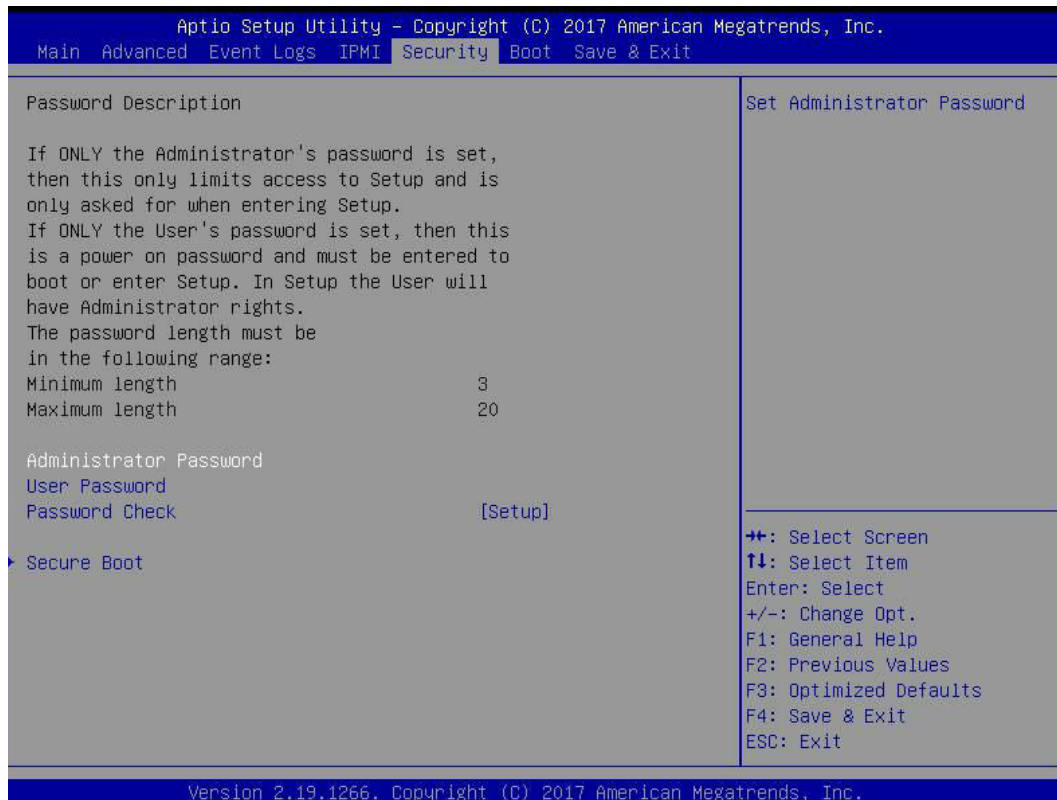 Aptio Setup Utility – Copyright (C) 2017 American Megatrends, Inc.
Main Advanced Event Logs IPMI Security Boot Save & Exit
Password Description
If ONLY the Administrator's password is set,
then this only limits access to Setup and is
only asked for when entering Setup.
If ONLY the User's password is set, then this
is a power on password and must be entered to
boot or enter Setup. In Setup the User will
have Administrator rights.
The password length must be
in the following range:
Minimum length 3
Maximum length 20
Administrator Password
User Password
Password Check [Setup]
Secure Boot
Set Administrator Password
→←: Select Screen
↑↓: Select Item
Enter: Select
+/-: Change Opt.
F1: General Help
F2: Previous Values
F3: Optimized Defaults
F4: Save & Exit
ESC: Exit
Version 2.19.1266. Copyright (C) 2017 American Megatrends, Inc.